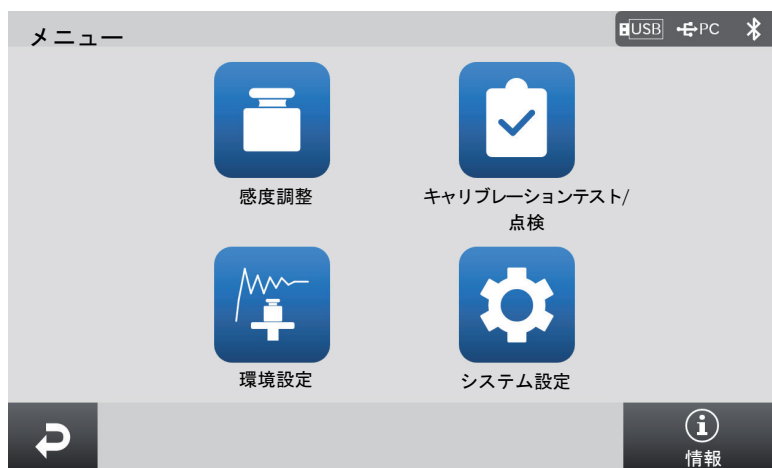 メニュー
USB PC
感度調整
キャリブレーションテスト/
点検
環境設定
システム設定
情報